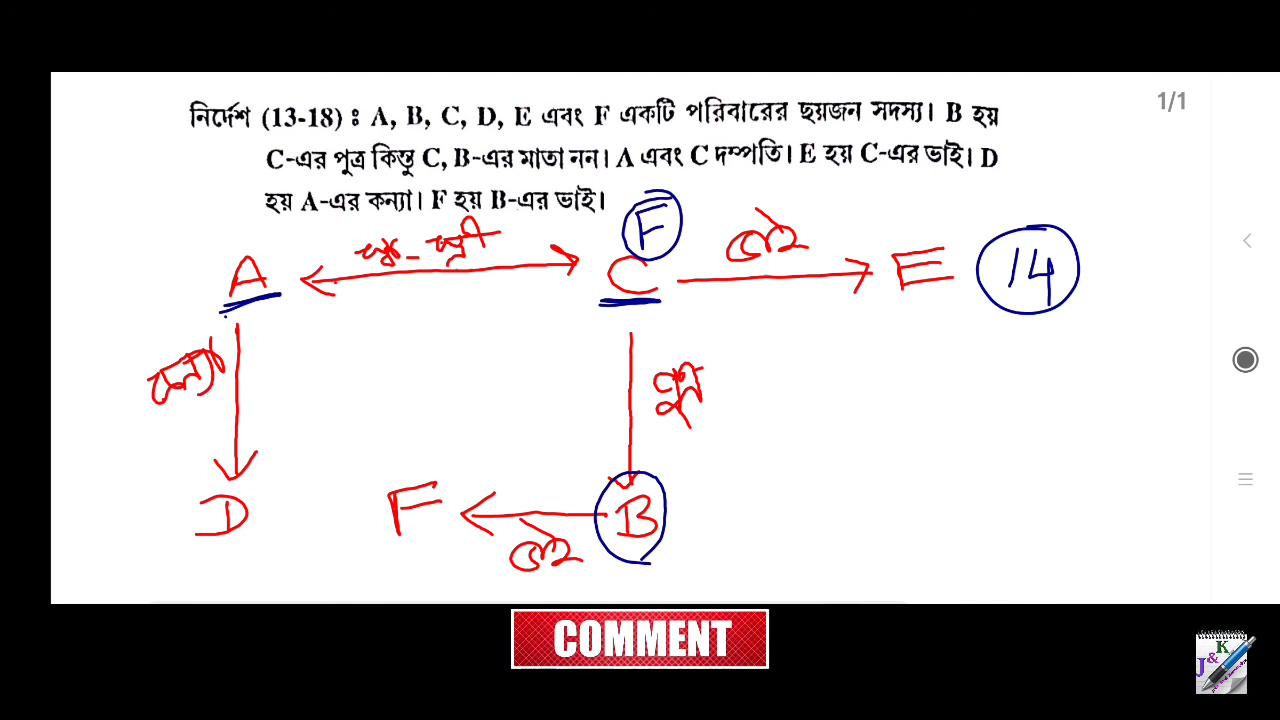 নির্দেশ (13-18) ঃ A, B, C, D, E এবং F একটি পরিবারের ছয়জন সদস্য। B হয়
C-এর পুত্র কিন্তু C, B-এর মাতা নন। A এবং C দম্পতি। E হয় C-এর ভাই। D
হয় A-এর কন্যা। F হয় B-এর ভাই।
1/1
F
ভাই
A
C
E
14
কন্যা
পুত্র
D
F
B
ভাই
COMMENT
J&K